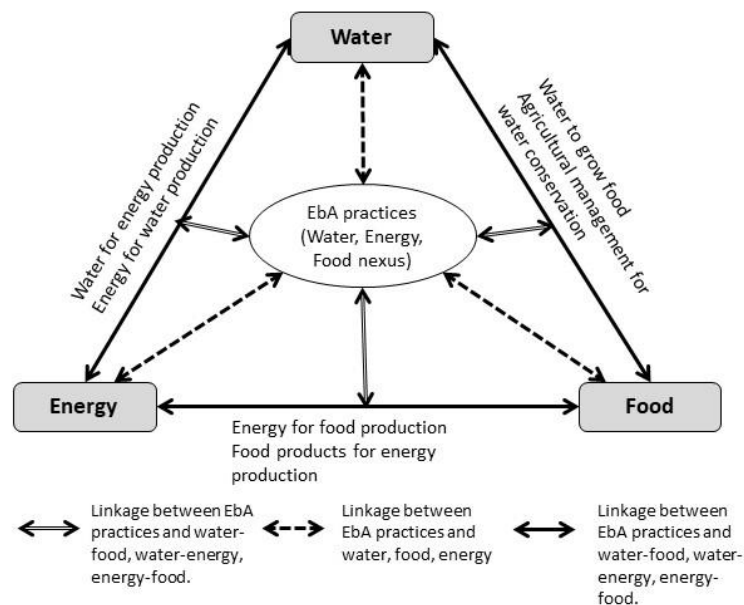 Water
Water for energy production
Energy for water production
Water to grow food
Agricultural management for
water conservation
EbA practices
(Water, Energy,
Food nexus)
Energy
Food
Energy for food production
Food products for energy
production
Linkage between EbA
practices and water-
food, water-energy,
energy-food.
Linkage between
EbA practices and
water, food, energy
Linkage between
EbA practices and
water-food, water-
energy, energy-
food.